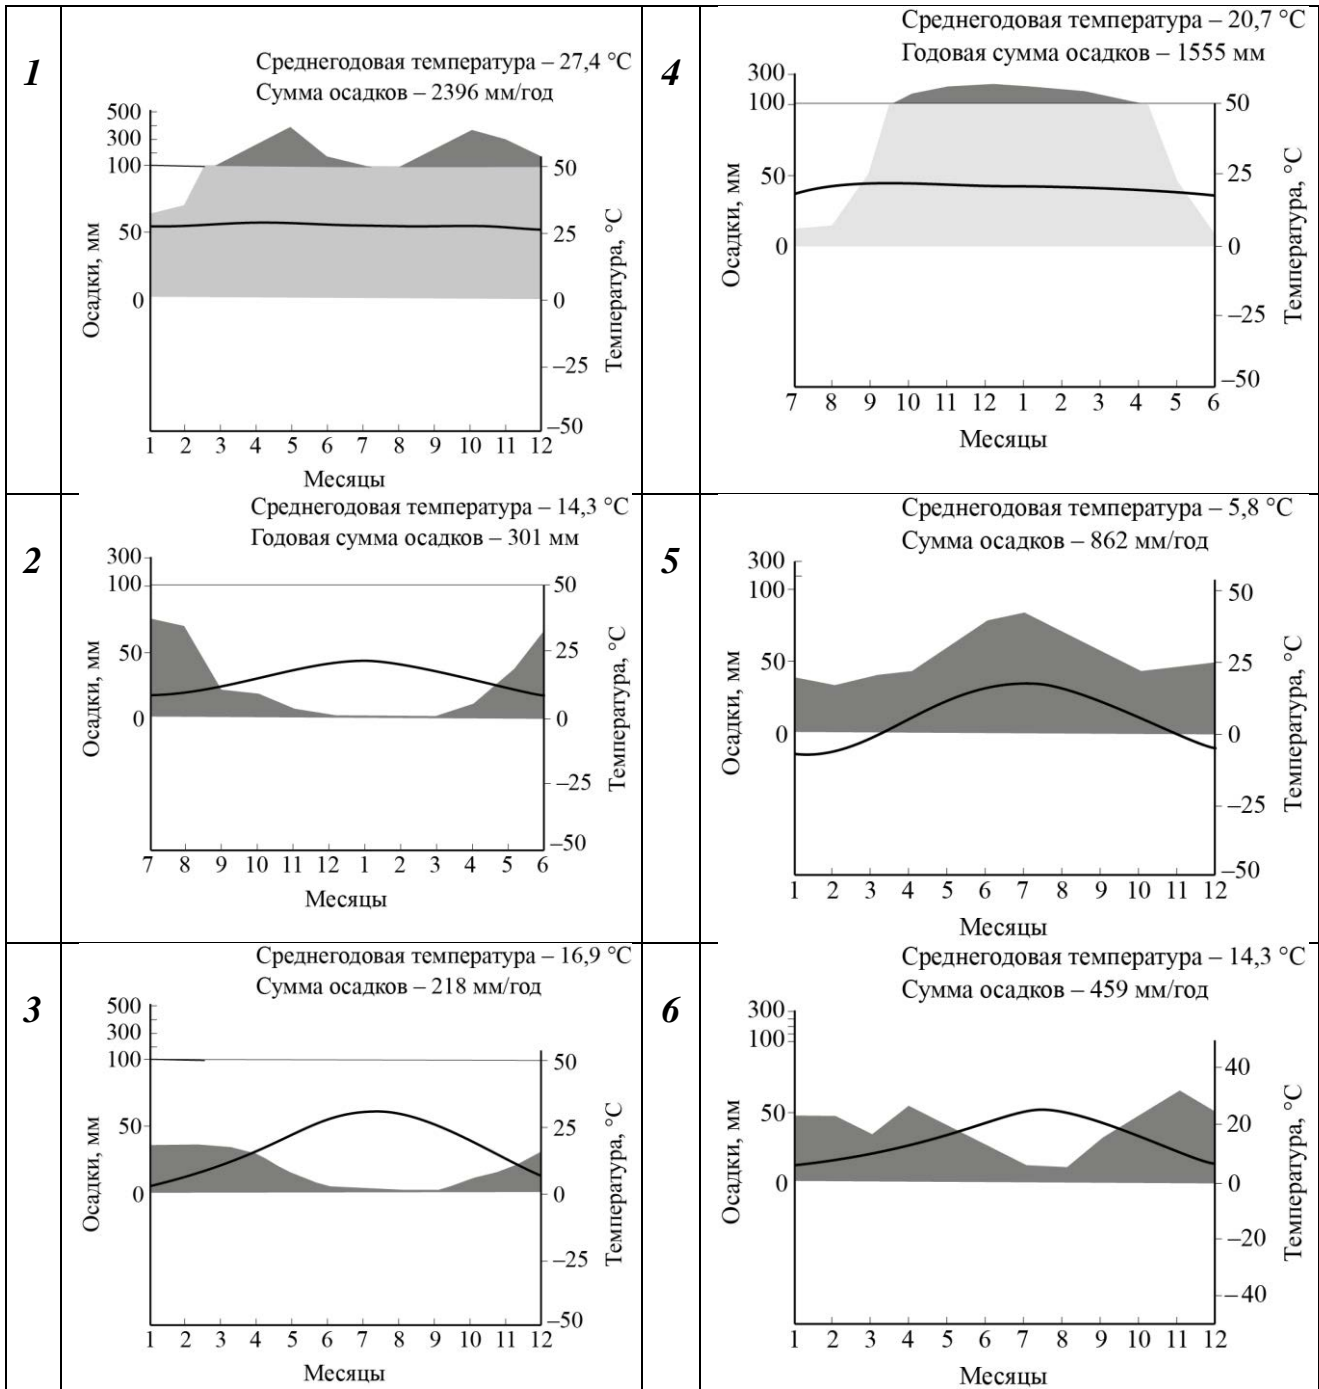 1
Среднегодовая температура – 27,4 °С
Сумма осадков – 2396 мм/год
500
300
100
50
0
Осадки, мм
50
25
0
–25
–50
Температура, °С
1 2 3 4 5 6 7 8 9 10 11 12
Месяцы
4
Среднегодовая температура – 20,7 °С
Годовая сумма осадков – 1555 мм
300
100
50
0
Осадки, мм
50
25
0
–25
–50
Температура, °С
7 8 9 10 11 12 1 2 3 4 5 6
Месяцы
2
Среднегодовая температура – 14,3 °С
Годовая сумма осадков – 301 мм
300
100
50
0
Осадки, мм
50
25
0
–25
–50
Температура, °С
7 8 9 10 11 12 1 2 3 4 5 6
Месяцы
5
Среднегодовая температура – 5,8 °С
Сумма осадков – 862 мм/год
300
100
50
0
Осадки, мм
50
25
0
–25
–50
Температура, °С
1 2 3 4 5 6 7 8 9 10 11 12
Месяцы
3
Среднегодовая температура – 16,9 °С
Сумма осадков – 218 мм/год
500
300
100
50
0
Осадки, мм
50
25
0
–25
–50
Температура, °С
1 2 3 4 5 6 7 8 9 10 11 12
Месяцы
6
Среднегодовая температура – 14,3 °С
Сумма осадков – 459 мм/год
300
100
50
0
Осадки, мм
40
20
0
–20
–40
Температура, °С
1 2 3 4 5 6 7 8 9 10 11 12
Месяцы